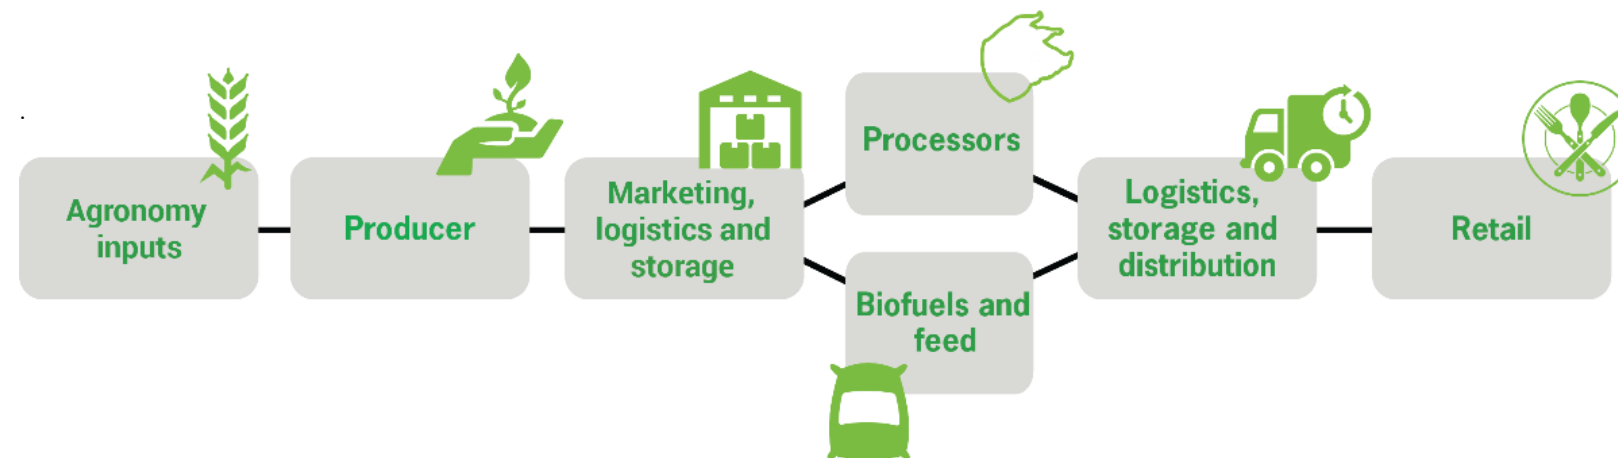 Agronomy
inputs
Producer
Marketing,
logistics and
storage
Processors
Biofuels and
feed
Logistics,
storage and
distribution
Retail